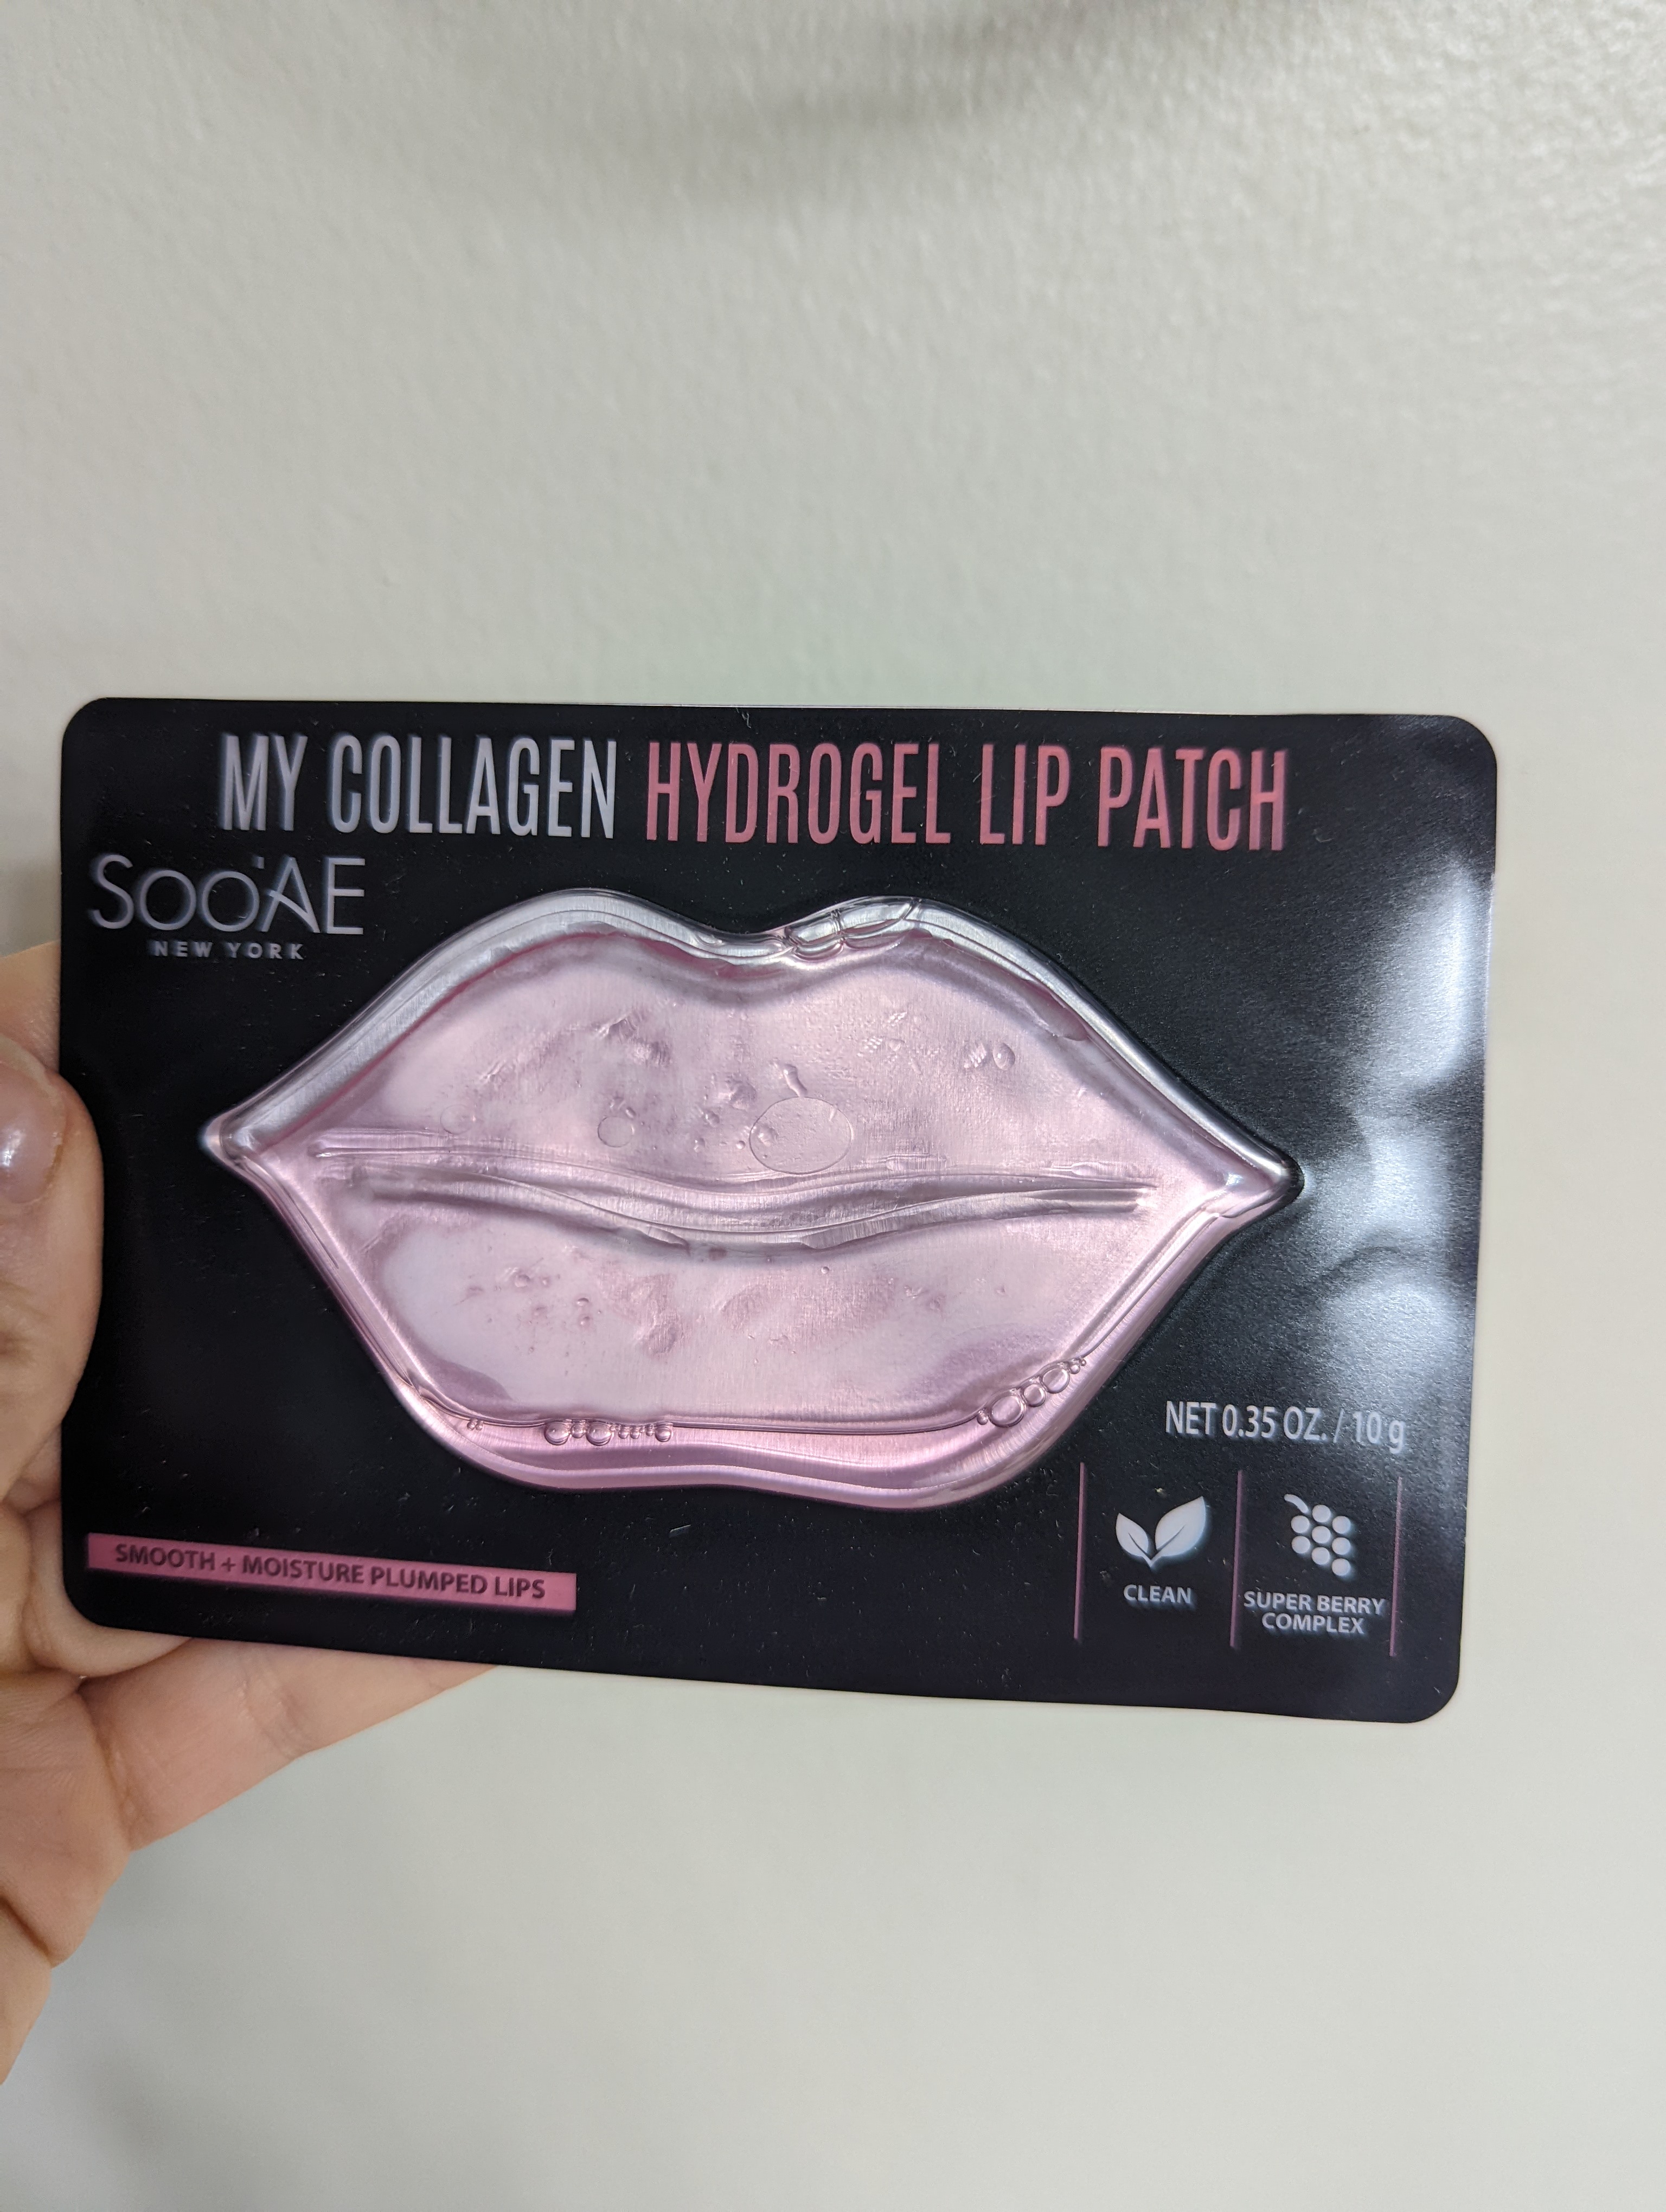 MY COLLAGEN HYDROGEL LIP PATCH
Soo'AE
NEW YORK
NET 0.35 OZ. / 10 g
SMOOTH + MOISTURE PLUMPED LIPS
CLEAN
SUPER BERRY
COMPLEX